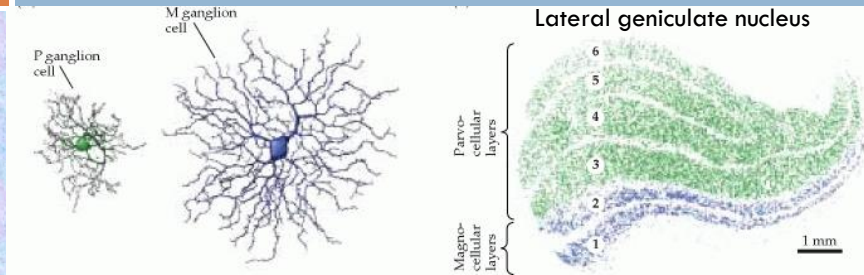 Lateral geniculate nucleus
M ganglion
cell
P ganglion
cell
Parvo-
cellular
layers
Magno-
cellular
layers
6
5
4
3
2
1
1 mm